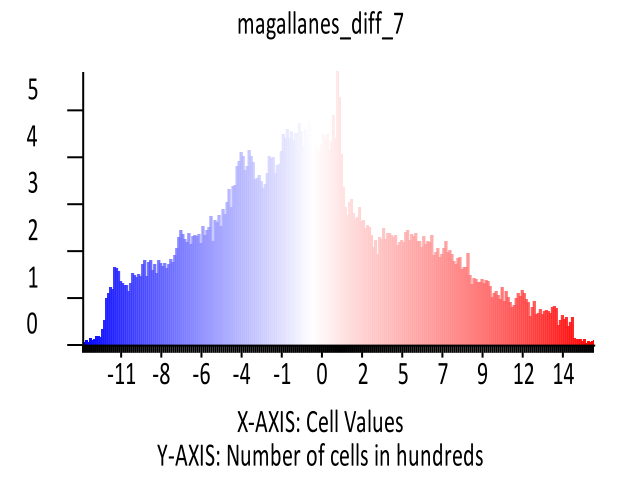 magallanes_diff_7
5
4
3
2
1
0
-11 -8 -6 -4 -1 0 2 5 7 9 12 14
X-AXIS: Cell Values
Y-AXIS: Number of cells in hundreds